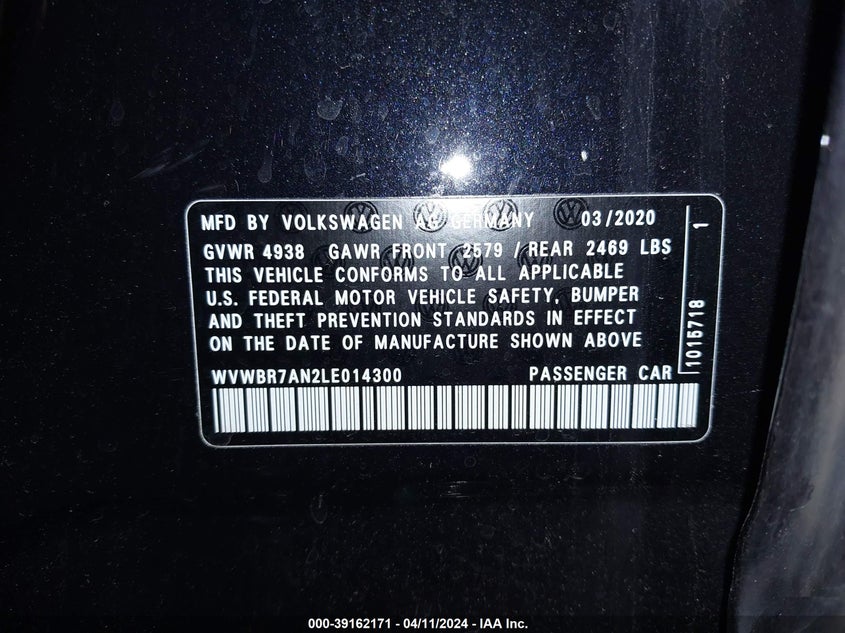 MFD BY VOLKSWAGEN AG GERMANY 03/2020
GVWR 4938 GAWR FRONT 2579 / REAR 2469 LBS
THIS VEHICLE CONFORMS TO ALL APPLICABLE
U.S. FEDERAL MOTOR VEHICLE SAFETY, BUMPER
AND THEFT PREVENTION STANDARDS IN EFFECT
ON THE DATE OF MANUFACTURE SHOWN ABOVE
WVWBR7AN2LE014300 PASSENGER CAR
1015718 1
000-39162171 - 04/11/2024 - IAA Inc.